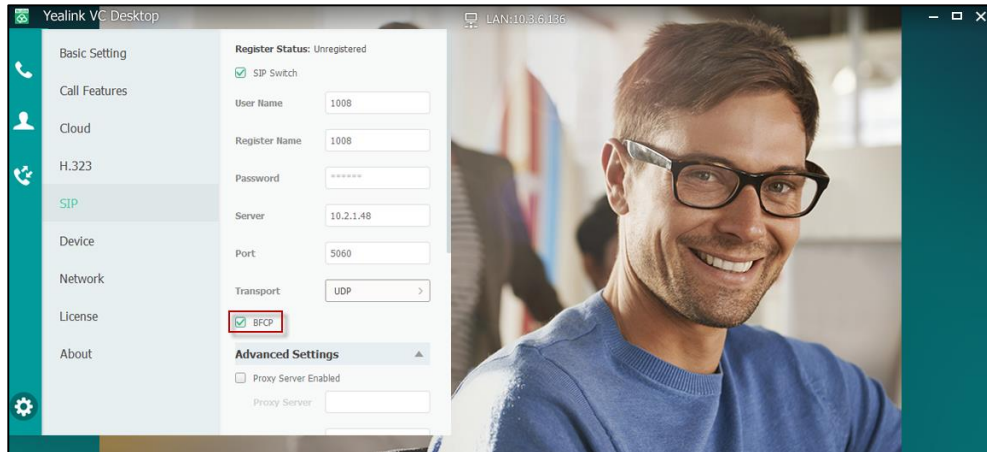 Yealink VC Desktop
LAN:10.3.6.136
Basic Setting
Call Features
Cloud
H.323
SIP
Device
Network
License
About
Register Status: Unregistered
SIP Switch
User Name 1008
Register Name 1008
Password ******
Server 10.2.1.48
Port 5060
Transport UDP >
BFCP
Advanced Settings
Proxy Server Enabled
Proxy Server